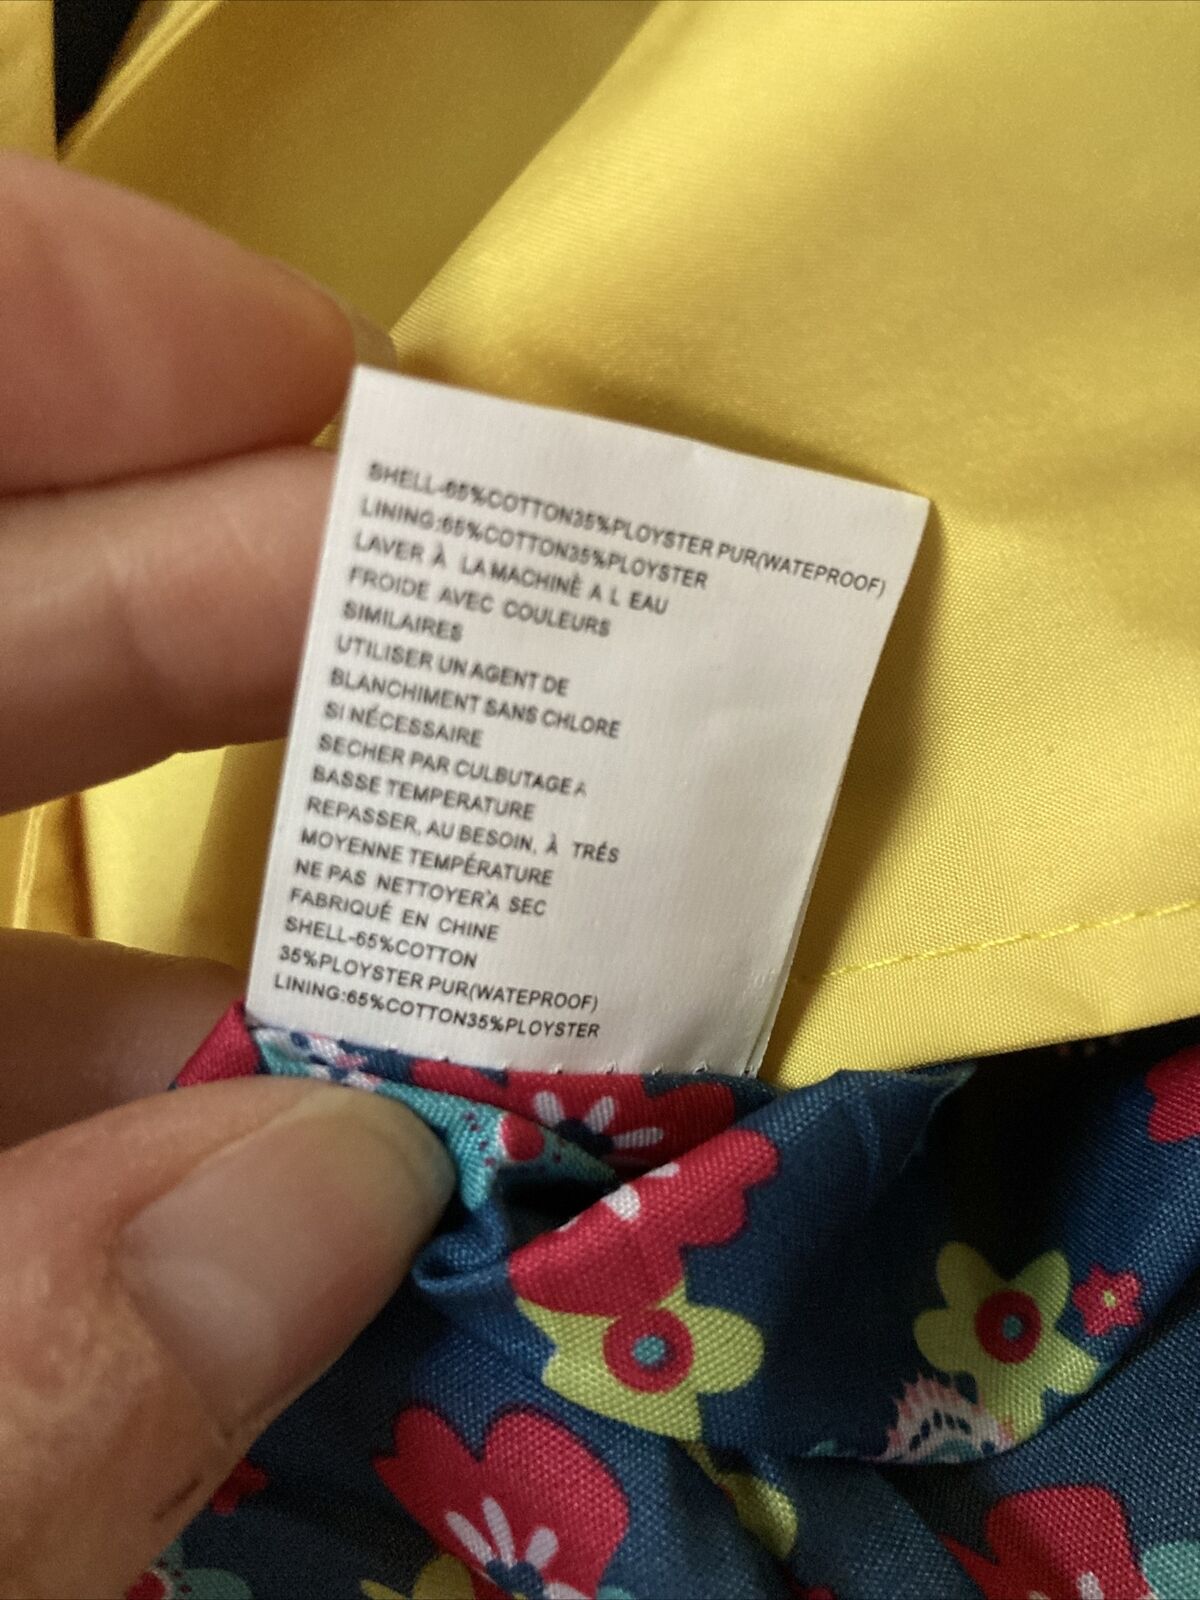 SHELL-65%COTTON35%PLOYSTER PUR(WATEPROOF)
LINING:65%COTTON35%PLOYSTER
LAVER À LA MACHINÈ A L EAU
FROIDE AVEC COULEURS
SIMILAIRES
UTILISER UN AGENT DE
BLANCHIMENT SANS CHLORE
SI NÉCESSAIRE
SECHER PAR CULBUTAGE A
BASSE TEMPERATURE
REPASSER, AU BESOIN, À TRÉS
MOYENNE TEMPÉRATURE
NE PAS NETTOYER'À SEC
FABRIQUÉ EN CHINE
SHELL-65%COTTON
35%PLOYSTER PUR(WATEPROOF)
LINING:65%COTTON35%PLOYSTER